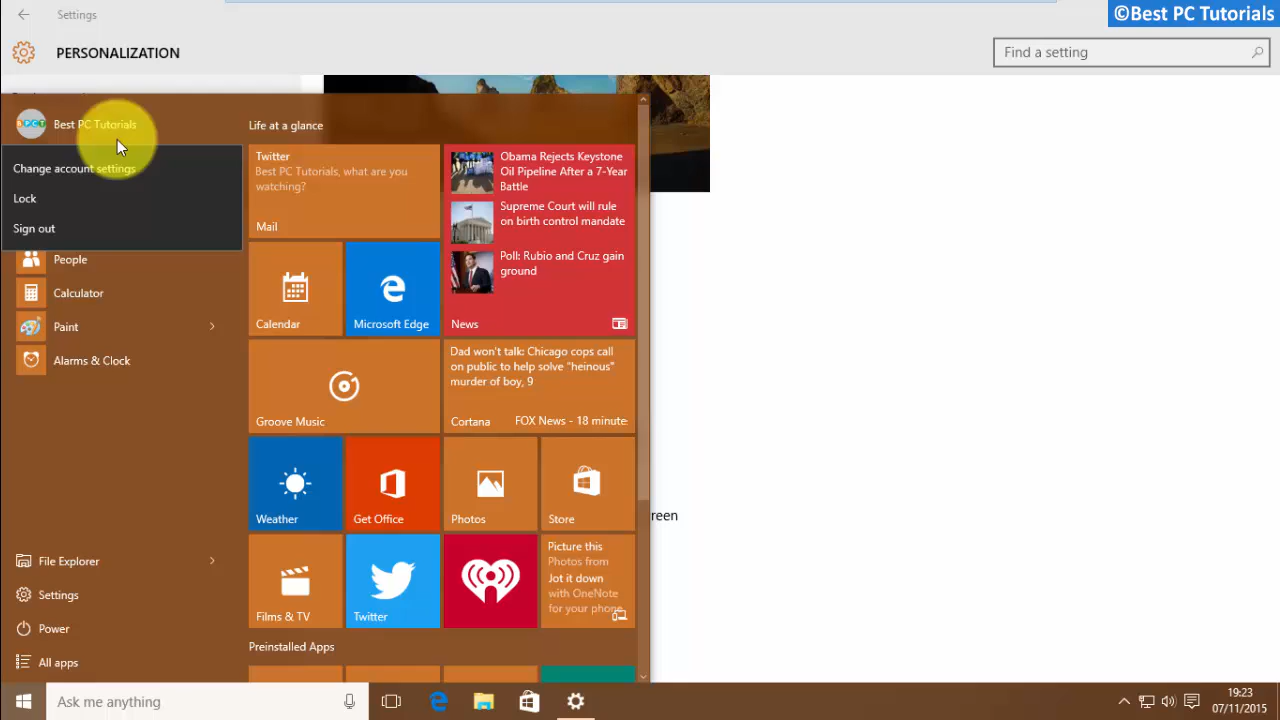 Settings
©Best PC Tutorials
PERSONALIZATION
Find a setting
BPCT
Best PC Tutorials
Change account settings
Lock
Sign out
People
Calculator
Paint
Alarms & Clock
File Explorer
Settings
Power
All apps
Life at a glance
Twitter
Best PC Tutorials, what are you
watching?
Mail
Obama Rejects Keystone
Oil Pipeline After a 7-Year
Battle
Supreme Court will rule
on birth control mandate
Poll: Rubio and Cruz gain
ground
News
Calendar
Microsoft Edge
Groove Music
Dad won't talk: Chicago cops call
on public to help solve "heinous"
murder of boy, 9
Cortana
FOX News - 18 minute
Weather
Get Office
Photos
Store
Films & TV
Twitter
Picture this
Photos from
Jot it down
with OneNote
for your phone
Preinstalled Apps
reen
Ask me anything
19:23
07/11/2015